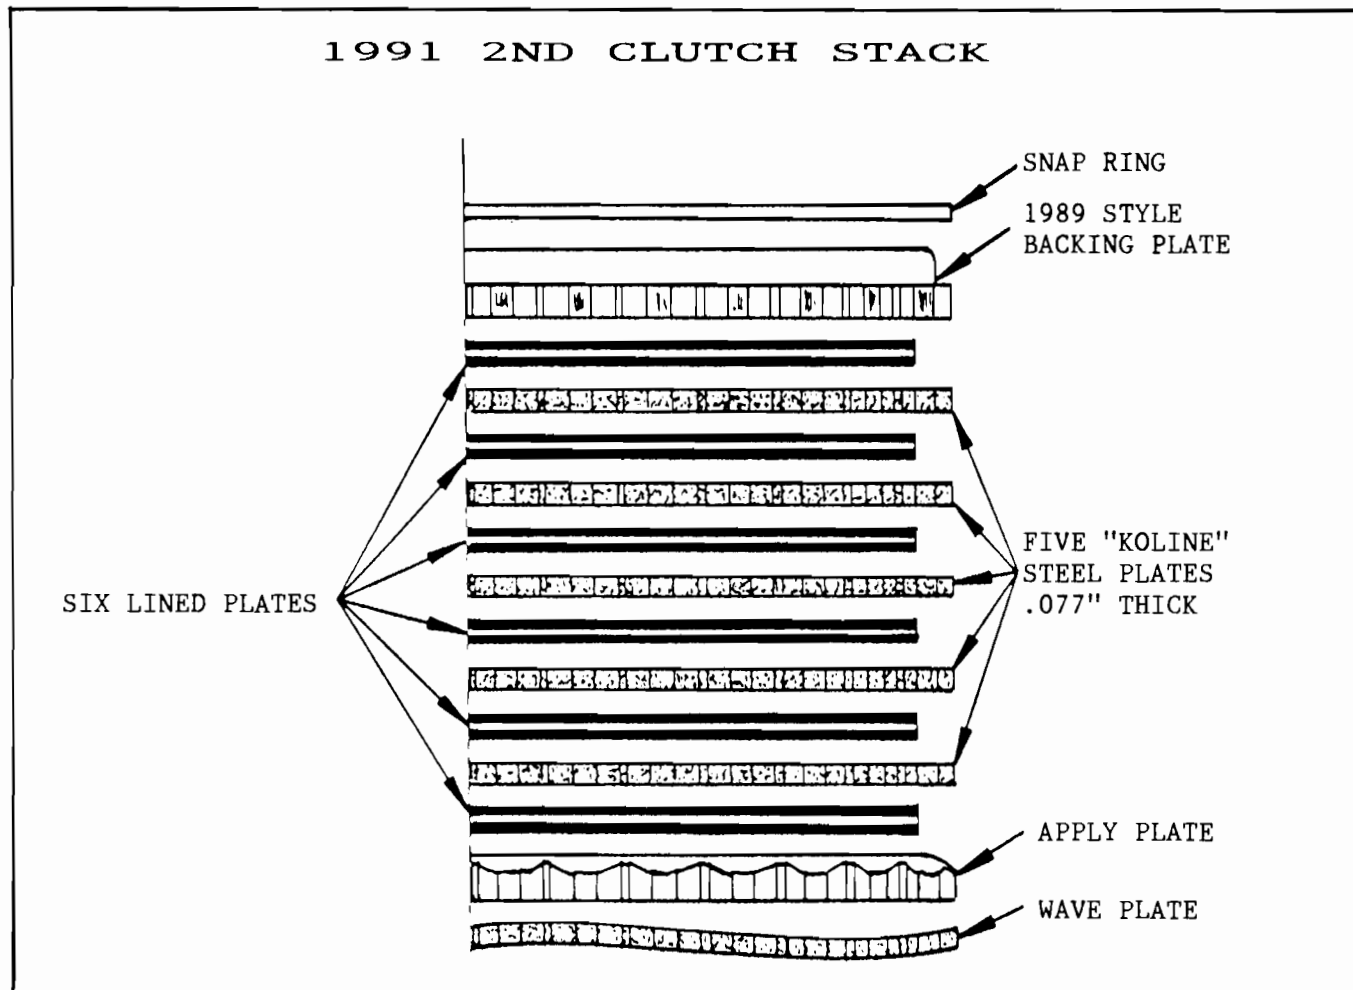 1991 2ND CLUTCH STACK
SNAP RING
1989 STYLE
BACKING PLATE
SIX LINED PLATES
FIVE "KOLINE"
STEEL PLATES
.077" THICK
APPLY PLATE
WAVE PLATE